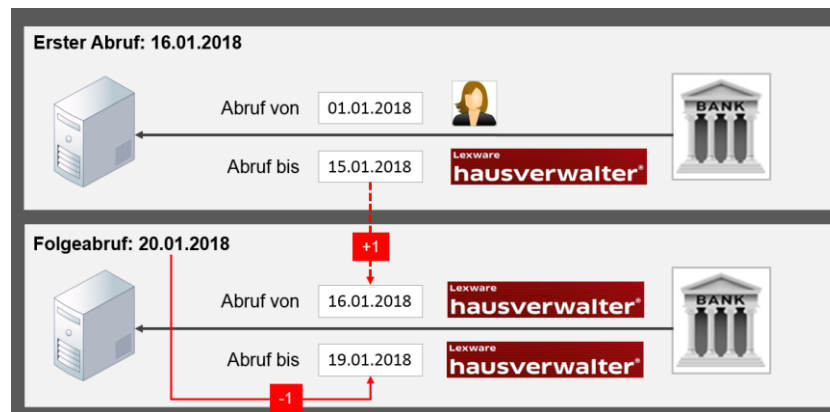 Erster Abruf: 16.01.2018
Abruf von 01.01.2018
BANK
Abruf bis 15.01.2018
Lexware
hausverwalter®
Folgeabruf: 20.01.2018
+1
Abruf von 16.01.2018
Lexware
hausverwalter®
BANK
Abruf bis 19.01.2018
Lexware
hausverwalter®
-1